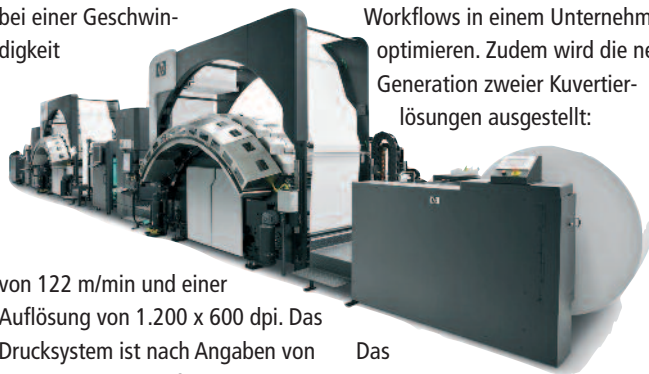 bei einer Geschwin-
digkeit
von 122 m/min und einer
Auflösung von 1.200 x 600 dpi. Das
Drucksystem ist nach Angaben von
Workflows in einem Unternehm
optimieren. Zudem wird die ne
Generation zweier Kuvertier-
lösungen ausgestellt:
Das